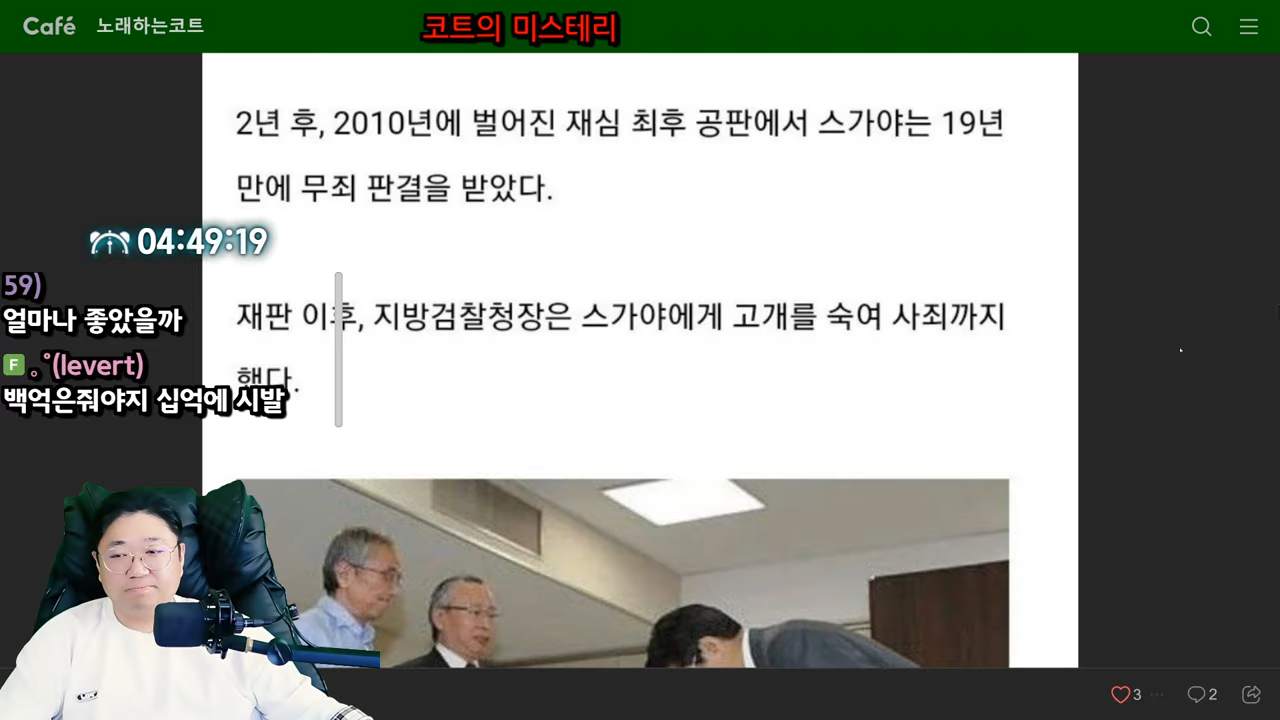 Café 노래하는코트
코트의 미스테리
2년 후, 2010년에 벌어진 재심 최후 공판에서 스가야는 19년
만에 무죄 판결을 받았다.
04:49:19
59)
얼마나 좋았을까
재판 이후, 지방검찰청장은 스가야에게 고개를 숙여 사죄까지
했다.
F 。˚(levert)
백억은줘야지 십억에 시발
3
2